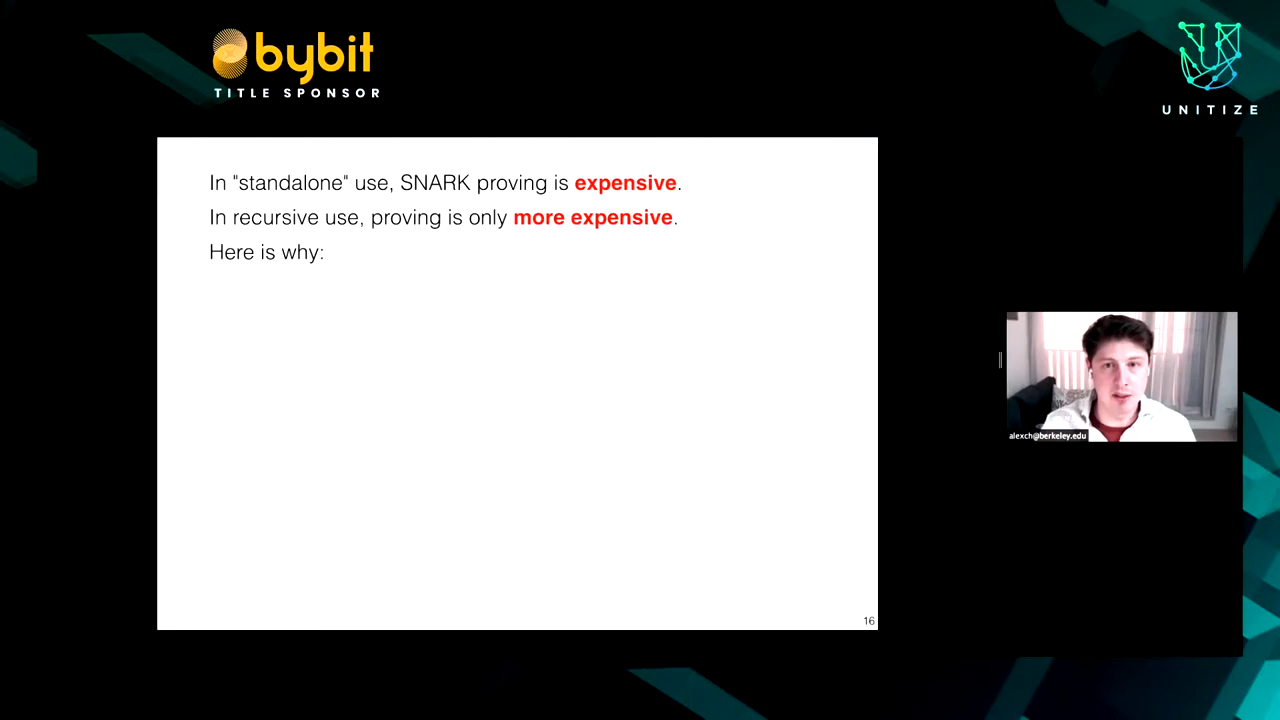 bybit
TITLE SPONSOR
UNITIZE
In "standalone" use, SNARK proving is expensive.
In recursive use, proving is only more expensive.
Here is why:
alexch@berkeley.edu
16